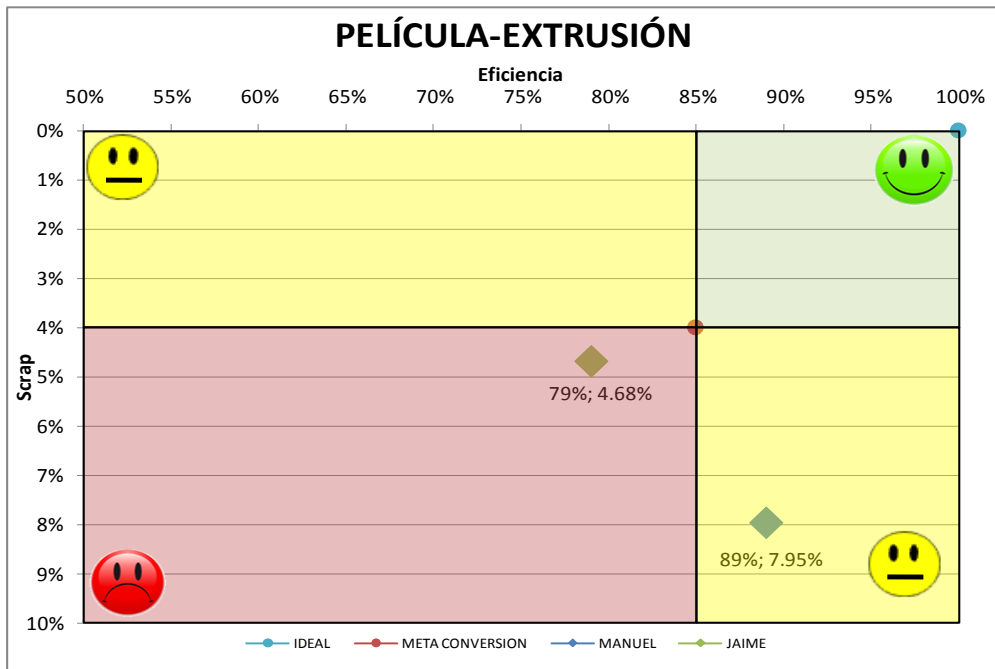 PELÍCULA-EXTRUSIÓN
Eficiencia
50% 55% 60% 65% 70% 75% 80% 85% 90% 95% 100%
0%
1%
2%
3%
4%
Scrap
5%
79%; 4.68%
6%
7%
8%
89%; 7.95%
9%
10%
IDEAL META CONVERSION MANUEL JAIME